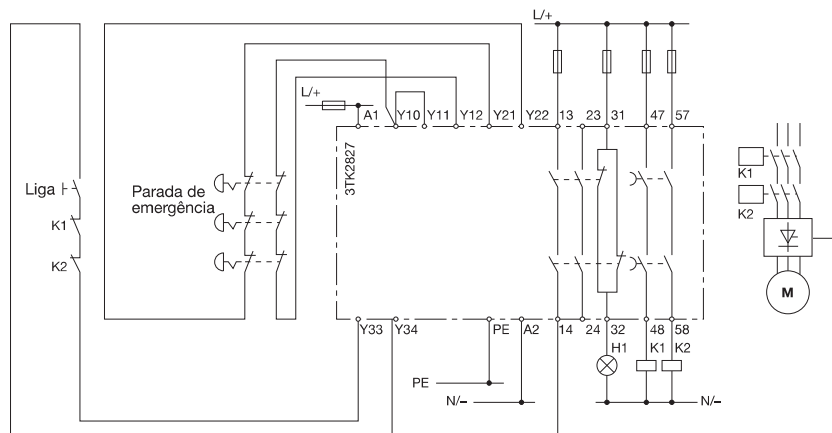 L/+
L/+
A1 Y10 Y11 Y12 Y21 Y22 13 23 31 47 57
3TK2827
Liga
K1
K2
Parada de
emergência
K1
K2
M
Y33 Y34 PE A2 14 24 32 48 58
H1 K1 K2
PE
N/–
N/–